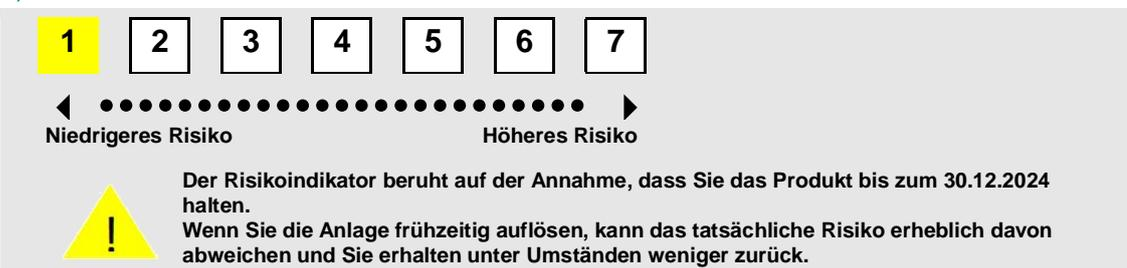 1 2 3 4 5 6 7
Niedrigeres Risiko Höheres Risiko
Der Risikoindikator beruht auf der Annahme, dass Sie das Produkt bis zum 30.12.2024
halten.
!
Wenn Sie die Anlage frühzeitig auflösen, kann das tatsächliche Risiko erheblich davon
abweichen und Sie erhalten unter Umständen weniger zurück.